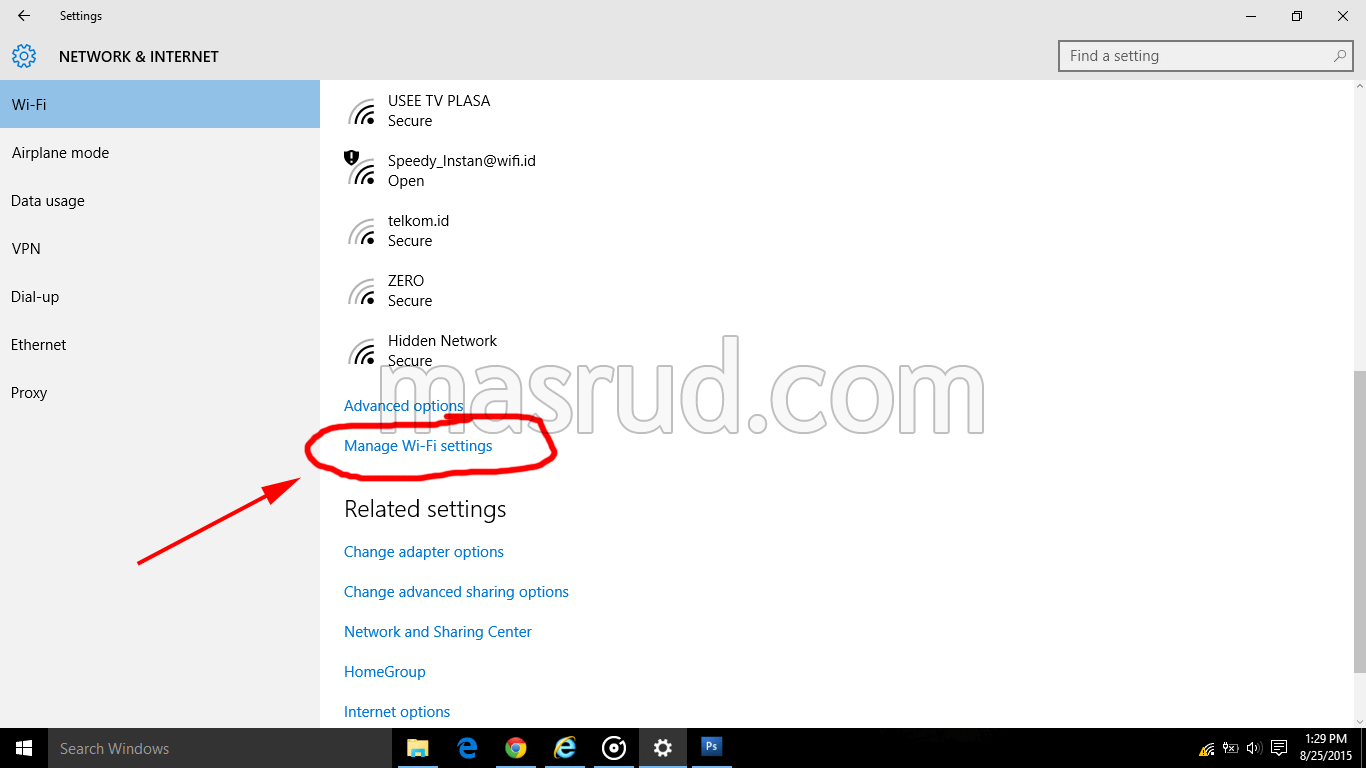 Settings
NETWORK & INTERNET
Find a setting
Wi-Fi
Airplane mode
Data usage
VPN
Dial-up
Ethernet
Proxy
USEE TV PLASA
Secure
Speedy_Instan@wifi.id
Open
telkom.id
Secure
ZERO
Secure
Hidden Network
Secure
masrud.com
Advanced options
Manage Wi-Fi settings
Related settings
Change adapter options
Change advanced sharing options
Network and Sharing Center
HomeGroup
Internet options
Search Windows
Ps
1:29 PM
8/25/2015